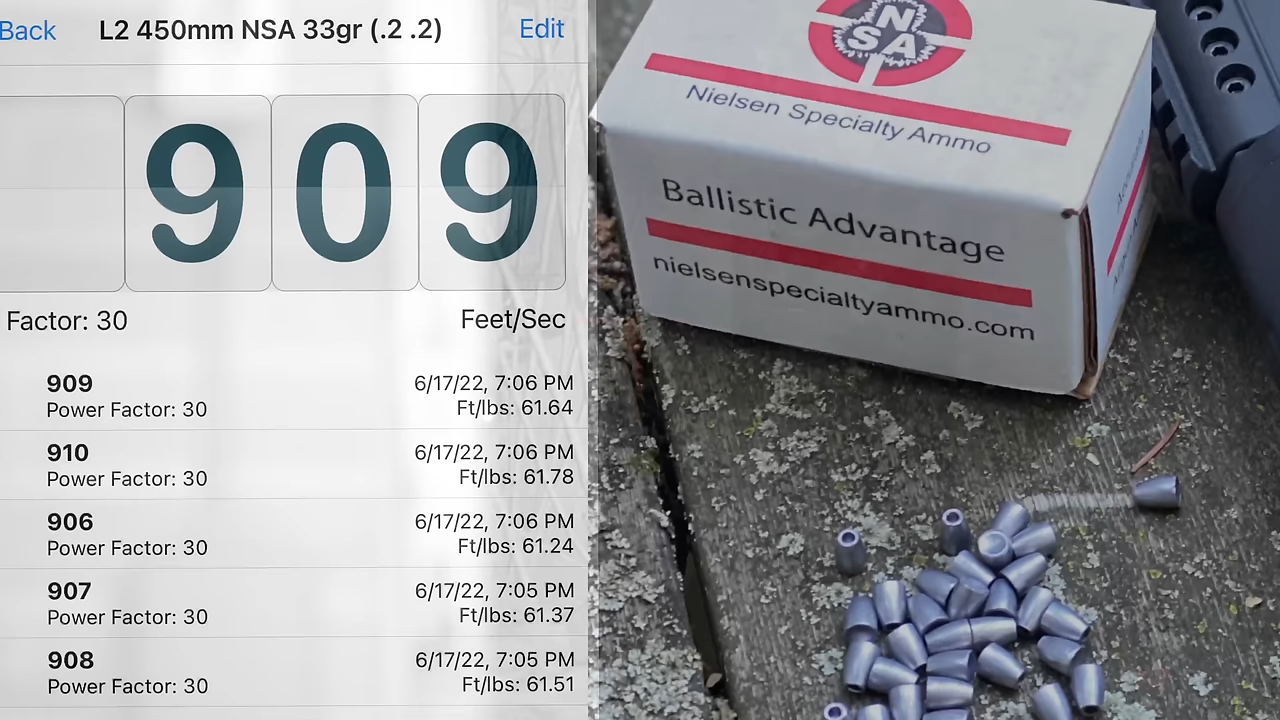 Back
L2 450mm NSA 33gr (.2 .2)
Edit
909
Factor: 30
Feet/Sec
909
6/17/22, 7:06 PM
Power Factor: 30
Ft/lbs: 61.64
910
6/17/22, 7:06 PM
Power Factor: 30
Ft/lbs: 61.78
906
6/17/22, 7:06 PM
Power Factor: 30
Ft/lbs: 61.24
907
6/17/22, 7:05 PM
Power Factor: 30
Ft/lbs: 61.37
908
6/17/22, 7:05 PM
Power Factor: 30
Ft/lbs: 61.51
NSA
Nielsen Specialty Ammo
Ballistic Advantage
nielsenspecialtyammo.com